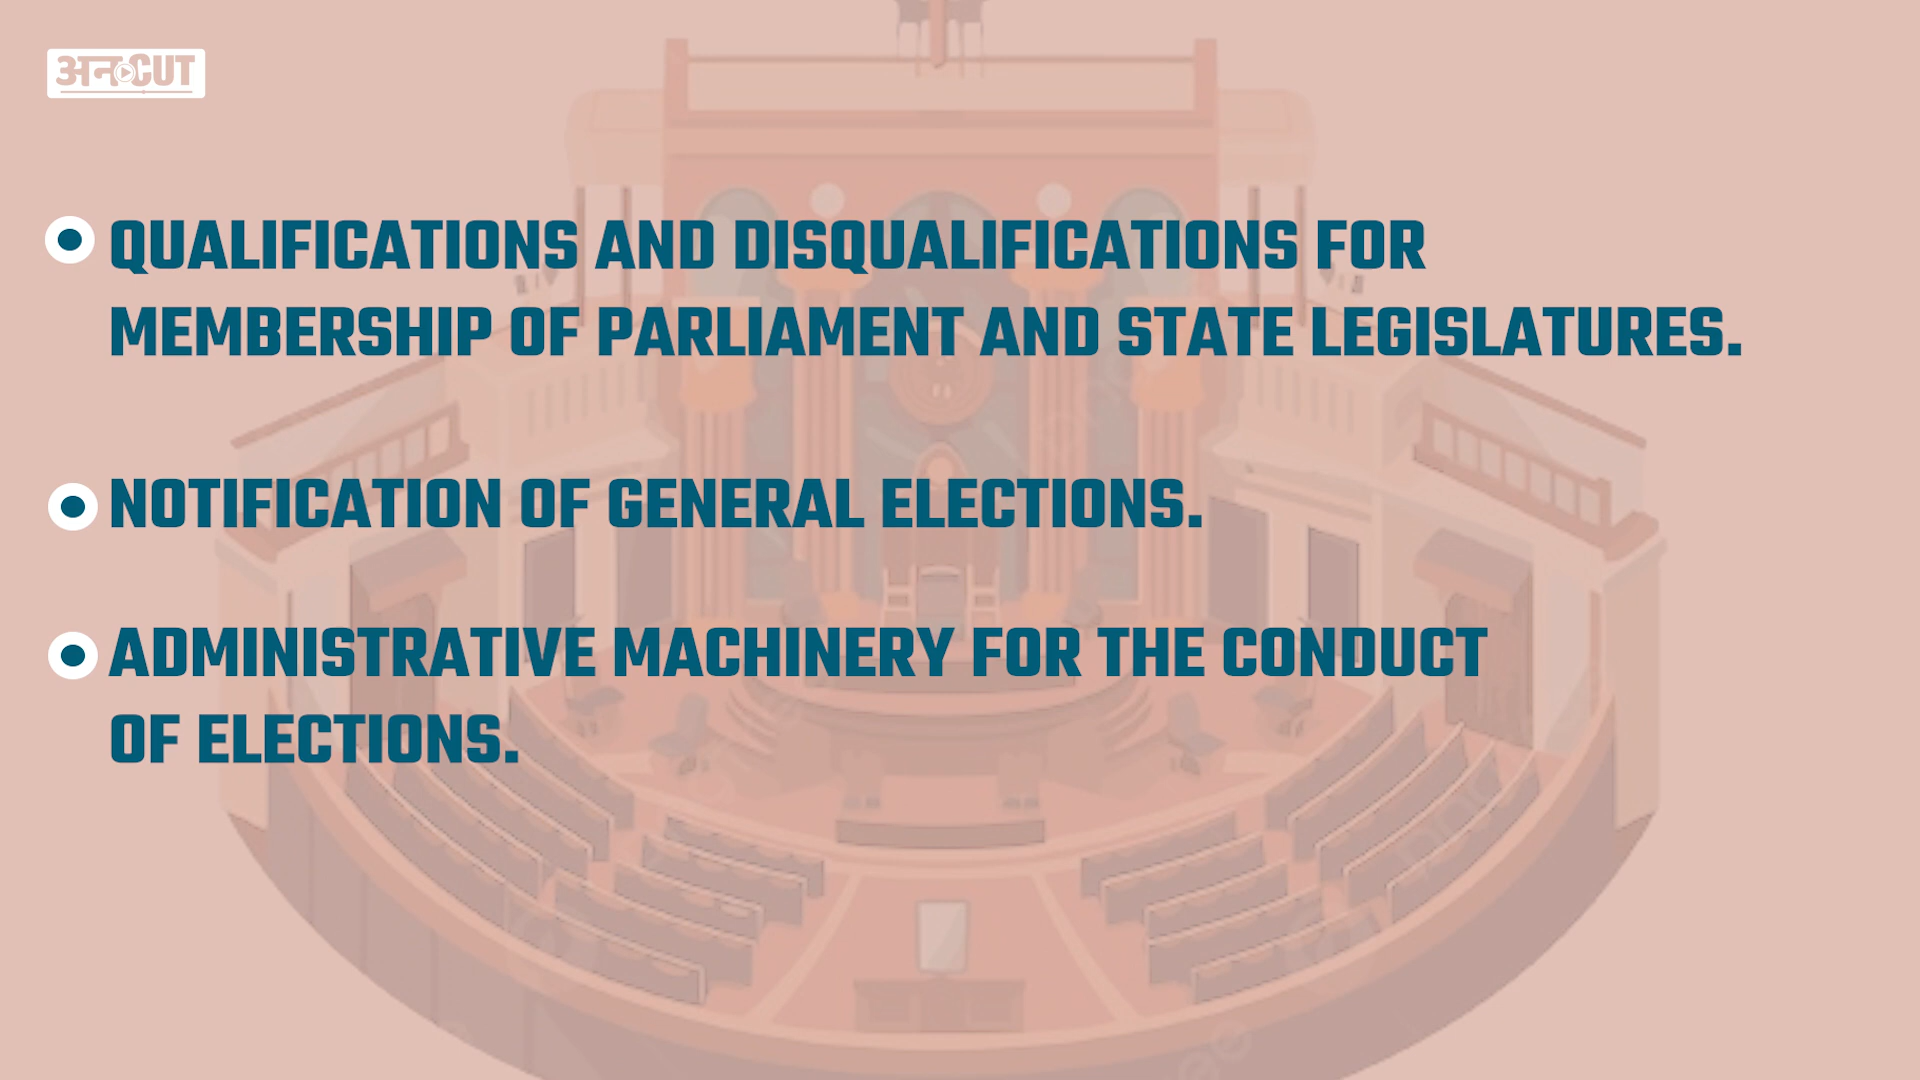 अनCUT
QUALIFICATIONS AND DISQUALIFICATIONS FOR
MEMBERSHIP OF PARLIAMENT AND STATE LEGISLATURES.
NOTIFICATION OF GENERAL ELECTIONS.
ADMINISTRATIVE MACHINERY FOR THE CONDUCT
OF ELECTIONS.